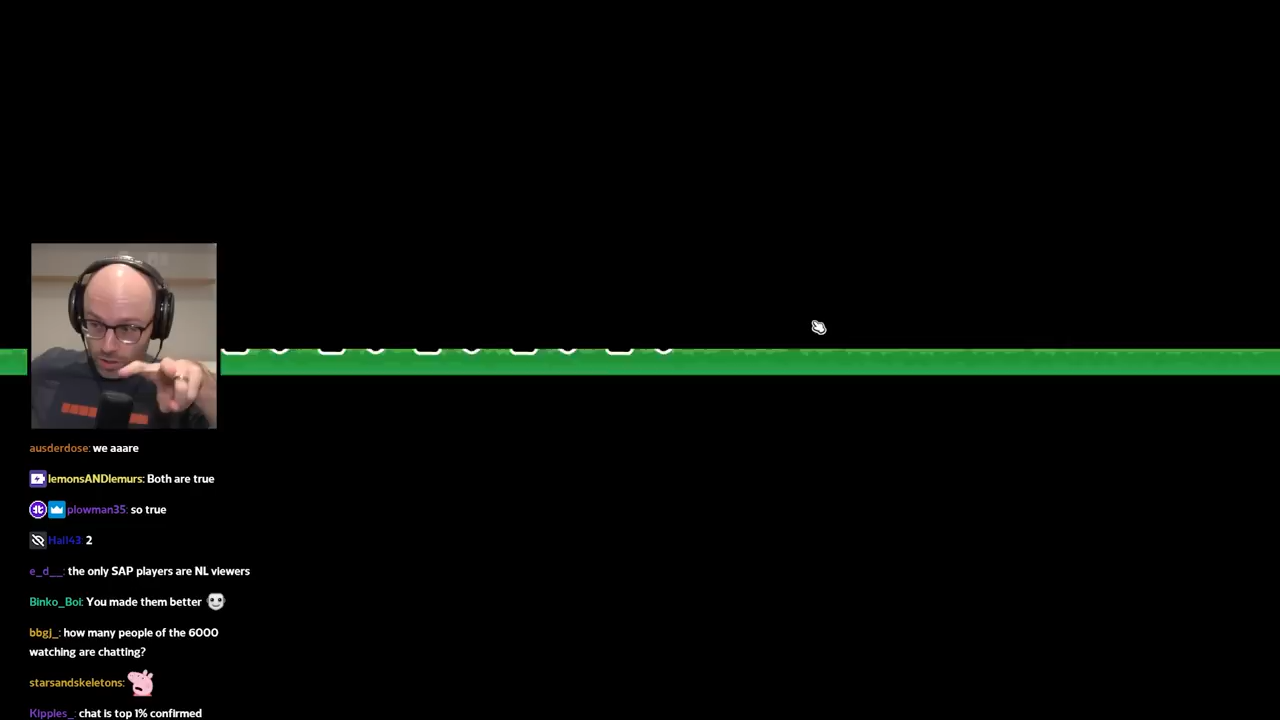 ausderdose: we aaare
lemonsANDlemurs: Both are true
plowman35: so true
Hail43: 2
e_d__: the only SAP players are NL viewers
Binko_Boi: You made them better
bbgj_: how many people of the 6000
watching are chatting?
starsandskeletons:
Kipples_: chat is top 1% confirmed